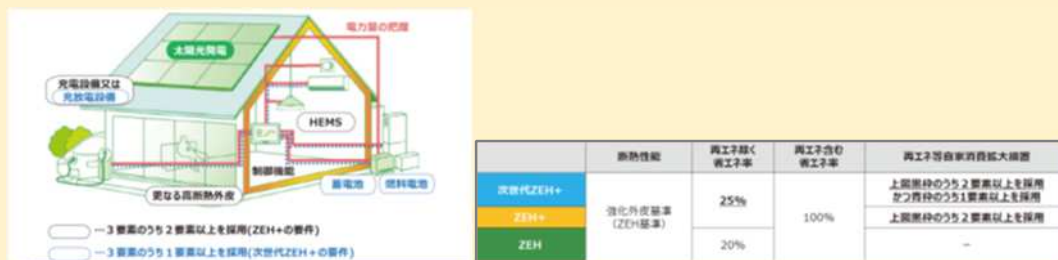 電力量の把握
太陽光発電
充電設備又は
充放電設備
HEMS
制御機能
蓄電池
燃料電池
更なる高断熱外皮
…3要素のうち2要素以上を採用(ZEH+の要件)
…3要素のうち1要素以上を採用(次世代ZEH+の要件)
断熱性能
再エネ除く
省エネ率
再エネ含む
省エネ率
再エネ等自家消費拡大措置
次世代ZEH+
強化外皮基準
(ZEH基準)
25%
100%
上図黒枠のうち2要素以上を採用
かつ青枠のうち1要素以上を採用
ZEH+
上図黒枠のうち2要素以上を採用
ZEH
20%
–